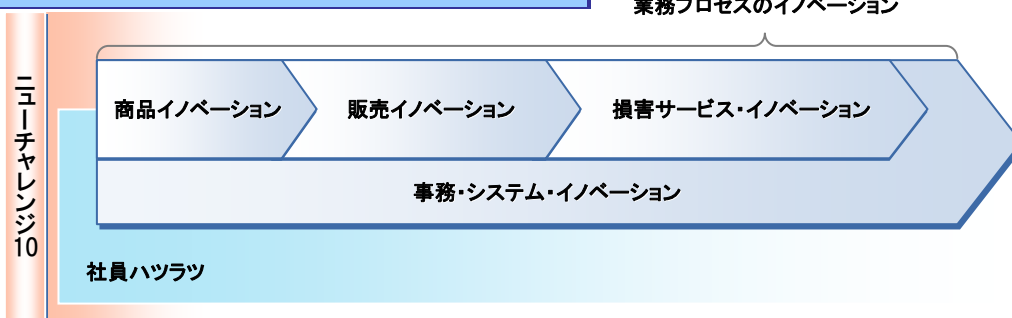 業務プロセスのイノベーション
ニューチャレンジ10
商品イノベーション
販売イノベーション
損害サービス・イノベーション
事務・システム・イノベーション
社員ハツラツ